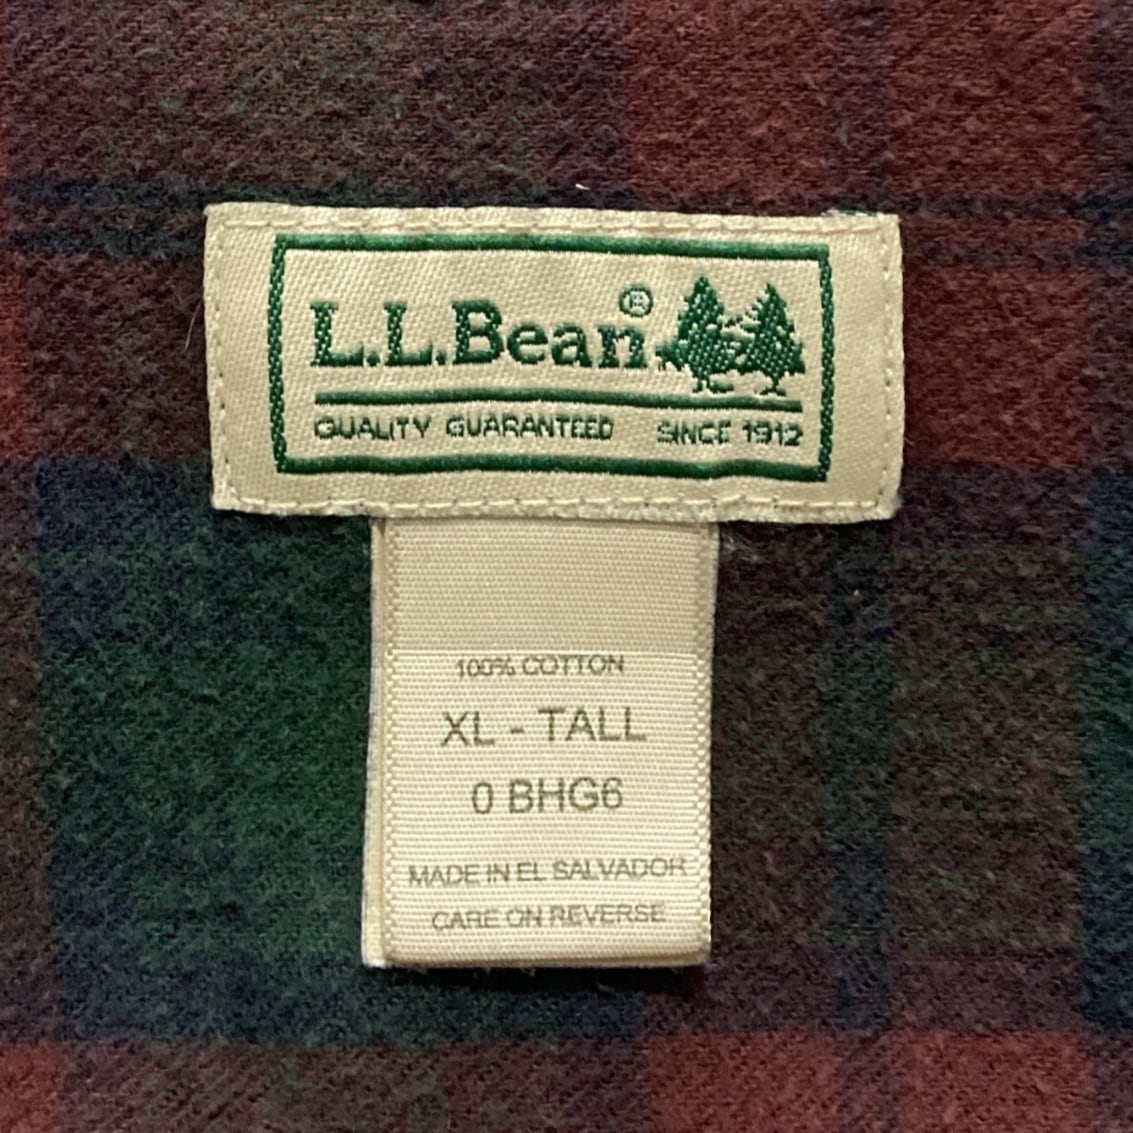 L.L.Bean®
QUALITY GUARANTEED SINCE 1912
100% COTTON
XL - TALL
0 BHG6
MADE IN EL SALVADOR
CARE ON REVERSE